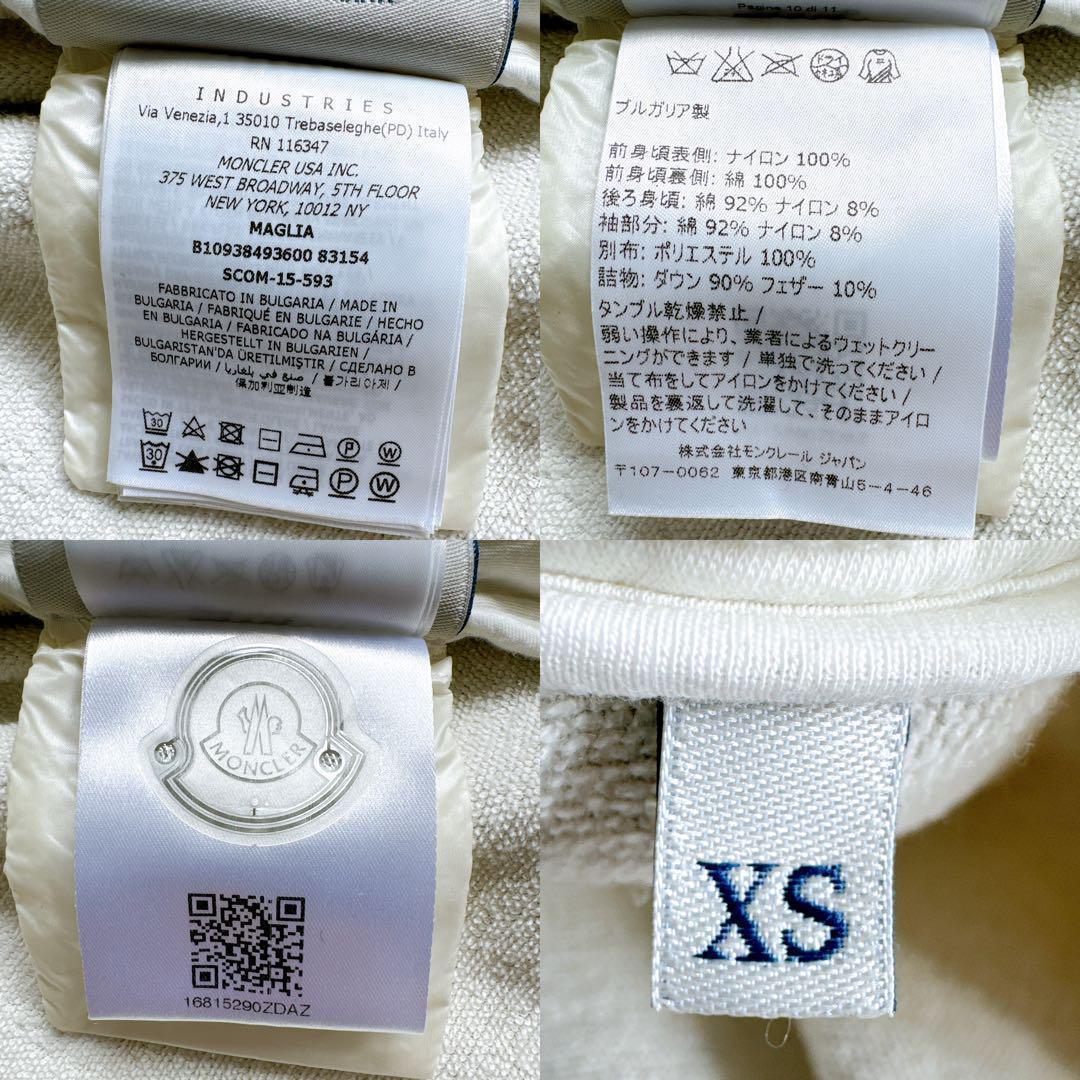 INDUSTRIES
Via Venezia,1 35010 Trebaseleghe(PD) Italy
RN 116347
MONCLER USA INC.
375 WEST BROADWAY, 5TH FLOOR
NEW YORK, 10012 NY
MAGLIA
B10938493600 83154
SCOM-15-593
FABBRICATO IN BULGARIA / MADE IN
BULGARIA / FABRIQUÉ EN BULGARIE / HECHO
EN BULGARIA / FABRICADO NA BULGÁRIA/
HERGESTELLT IN BULGARIEN /
BULGARISTAN'DA ÜRETILMIŞTIR / СДЕЛАНО В
БОЛГАРИИ / صنع في بلغاريا / 불가리아제 /
保加利亚制造
30
P
W
30
P
W
Pagina 10 di 11
ドライ
セキユ系
ブルガリア製
前身頃表側: ナイロン 100%
前身頃裏側: 綿 100%
後ろ身頃: 綿 92% ナイロン 8%
袖部分: 綿 92% ナイロン 8%
別布: ポリエステル 100%
詰物: ダウン 90% フェザー 10%
タンブル乾燥禁止 /
弱い操作により、業者によるウェットクリー
ニングができます / 単独で洗ってください /
当て布をしてアイロンをかけてください /
製品を裏返して洗濯して、そのままアイロ
ンをかけてください
株式会社モンクレール ジャパン
〒107-0062 東京都港区南青山5-4-46
MONCLER
16815290ZDAZ
XS